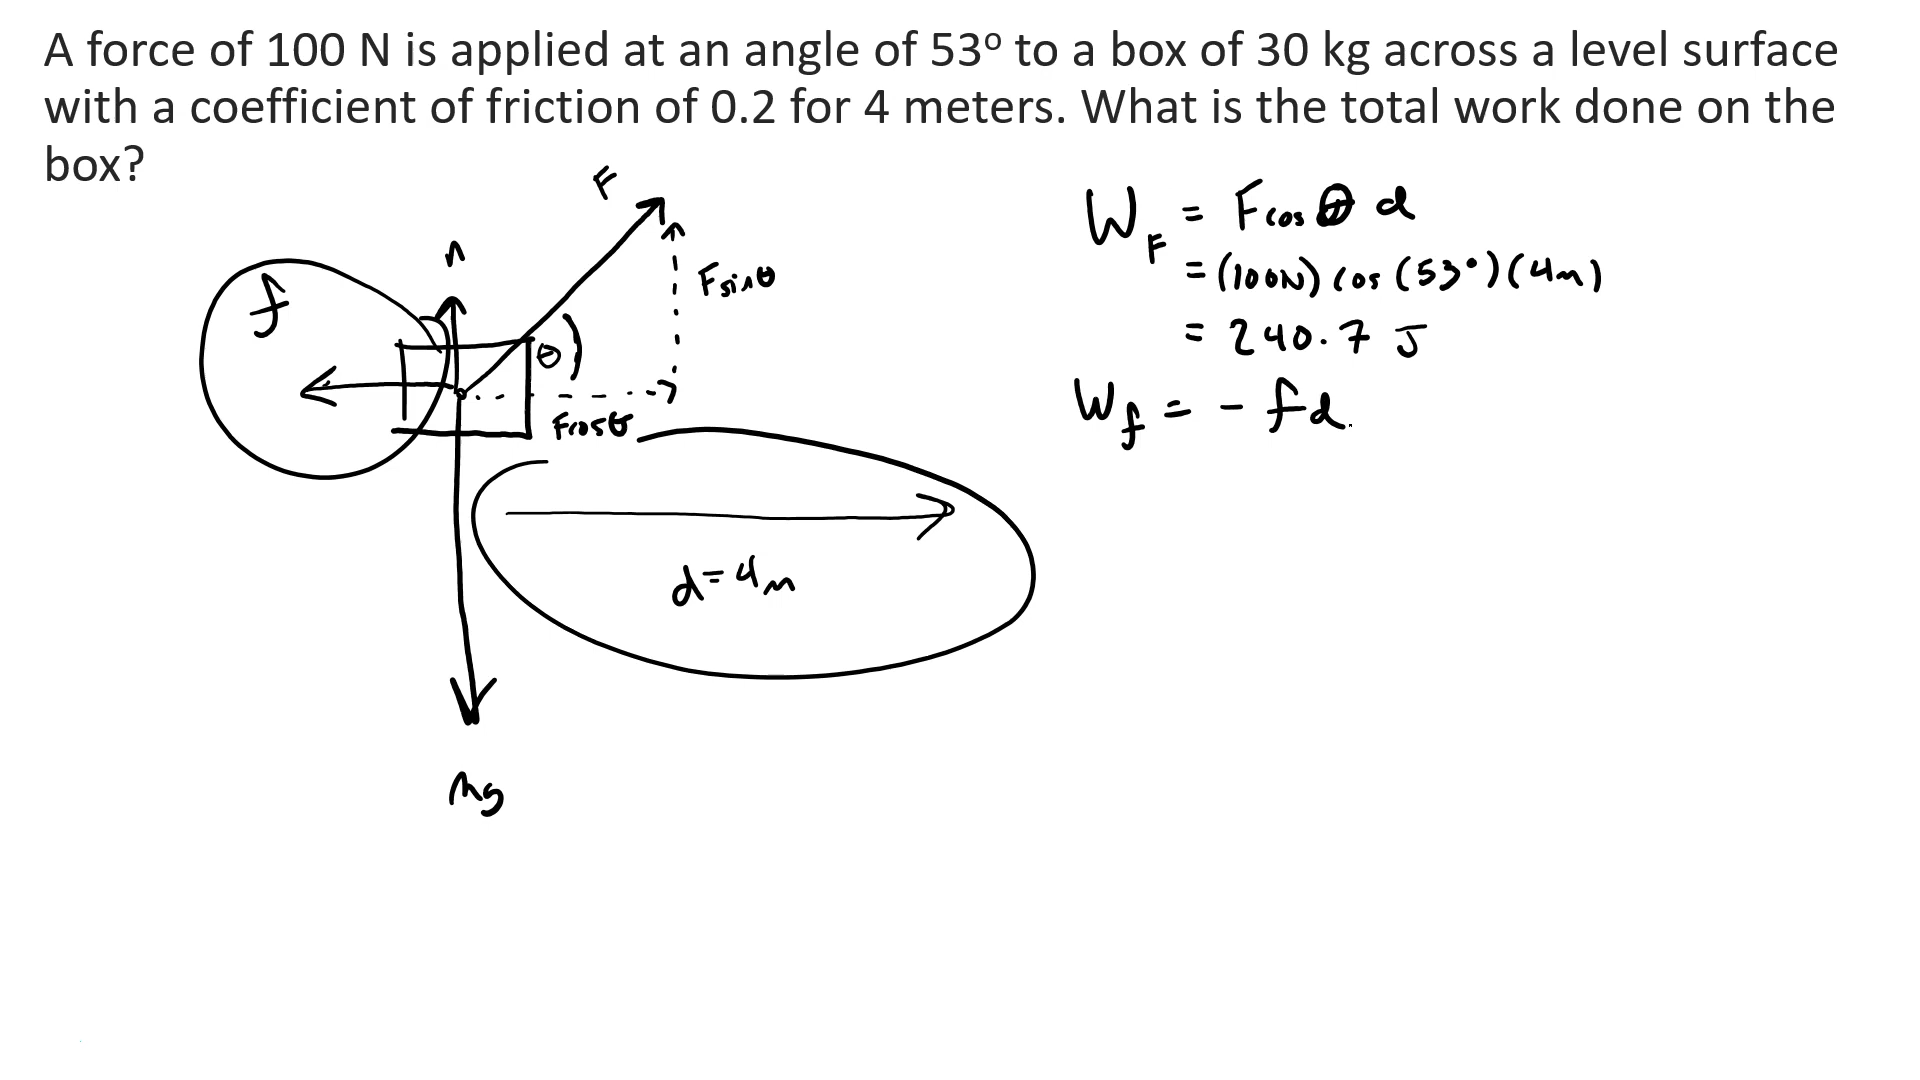 A force of 100 N is applied at an angle of 53º to a box of 30 kg across a level surface
with a coefficient of friction of 0.2 for 4 meters. What is the total work done on the
box?
F
n
f
Fsinθ
θ
Fcosθ
d=4m
mg
W_F = Fcosθ d
= (100N) cos (53°)(4m)
= 240.7 J
W_f = - fd